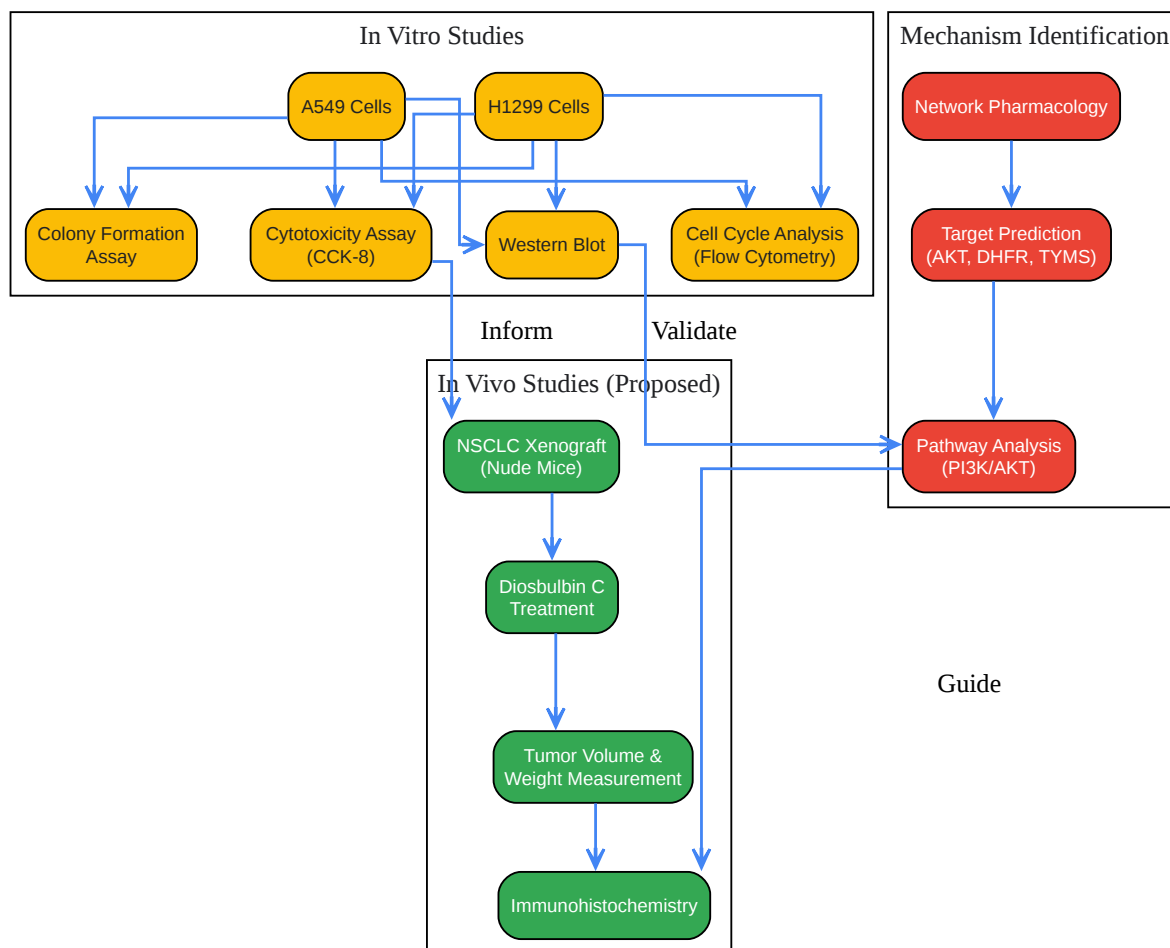 In Vitro Studies
A549 Cells
H1299 Cells
Colony Formation
Assay
Cytotoxicity Assay
(CCK-8)
Western Blot
Cell Cycle Analysis
(Flow Cytometry)
Mechanism Identification
Network Pharmacology
Target Prediction
(AKT, DHFR, TYMS)
Pathway Analysis
(PI3K/AKT)
Inform
Validate
In Vivo Studies (Proposed)
NSCLC Xenograft
(Nude Mice)
Diosbulbin C
Treatment
Guide
Tumor Volume &
Weight Measurement
Immunohistochemistry